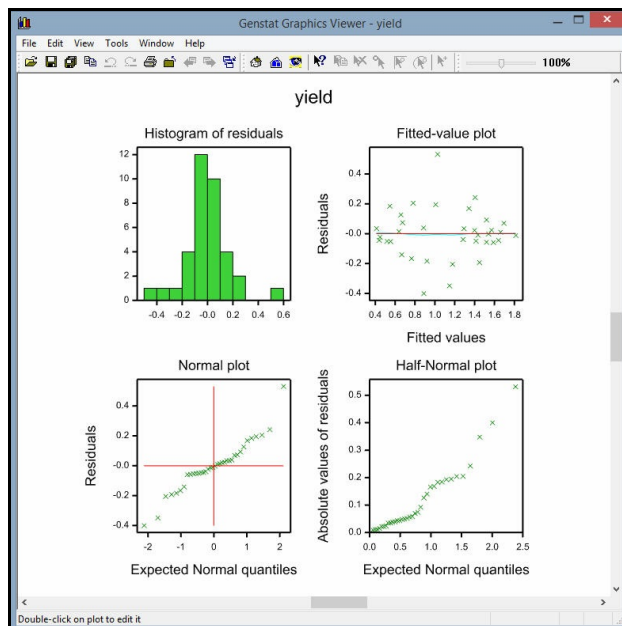 Genstat Graphics Viewer - yield
File Edit View Tools Window Help
100%
yield
Histogram of residuals
12
10
8
6
4
2
0
-0.4 -0.2 -0.0 0.2 0.4 0.6
Fitted-value plot
Residuals
0.4
0.2
-0.0
-0.2
-0.4
0.4 0.6 0.8 1.0 1.2 1.4 1.6 1.8
Fitted values
Normal plot
Residuals
0.4
0.2
-0.0
-0.2
-0.4
-2 -1 0 1 2
Expected Normal quantiles
Half-Normal plot
Absolute values of residuals
0.5
0.4
0.3
0.2
0.1
0.0
0.0 0.5 1.0 1.5 2.0 2.5
Expected Normal quantiles
Double-click on plot to edit it